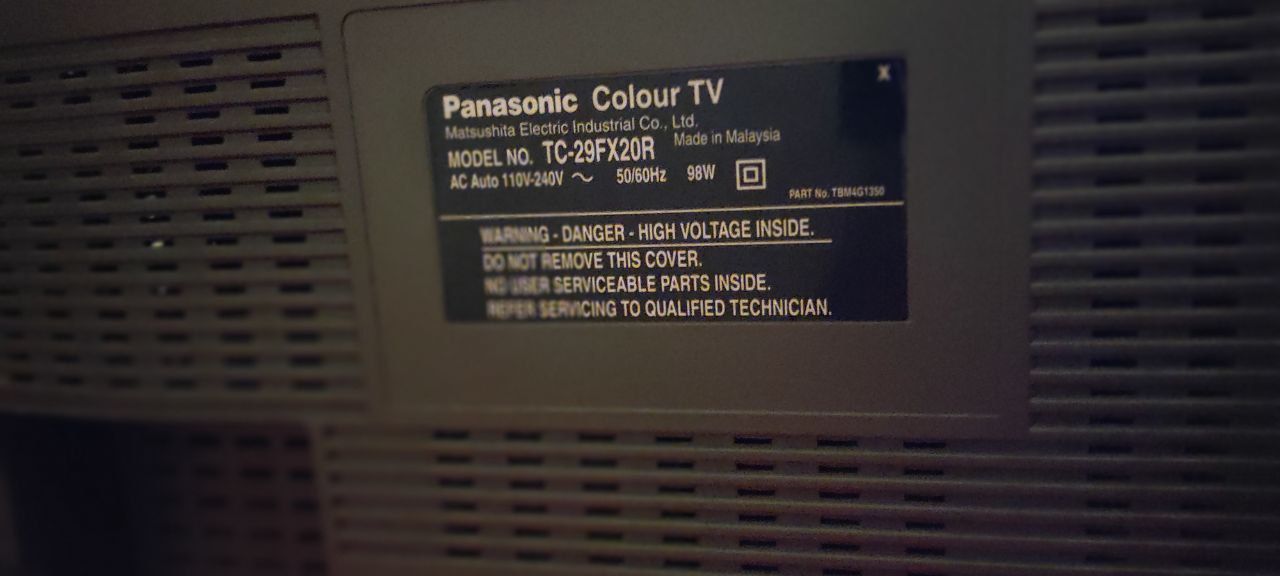 Panasonic Colour TV
X
Matsushita Electric Industrial Co., Ltd.
Made in Malaysia
MODEL NO. TC-29FX20R
AC Auto 110V-240V ～ 50/60Hz 98W
PART No. TBM4G1350
WARNING - DANGER - HIGH VOLTAGE INSIDE.
DO NOT REMOVE THIS COVER.
NO USER SERVICEABLE PARTS INSIDE.
REFER SERVICING TO QUALIFIED TECHNICIAN.